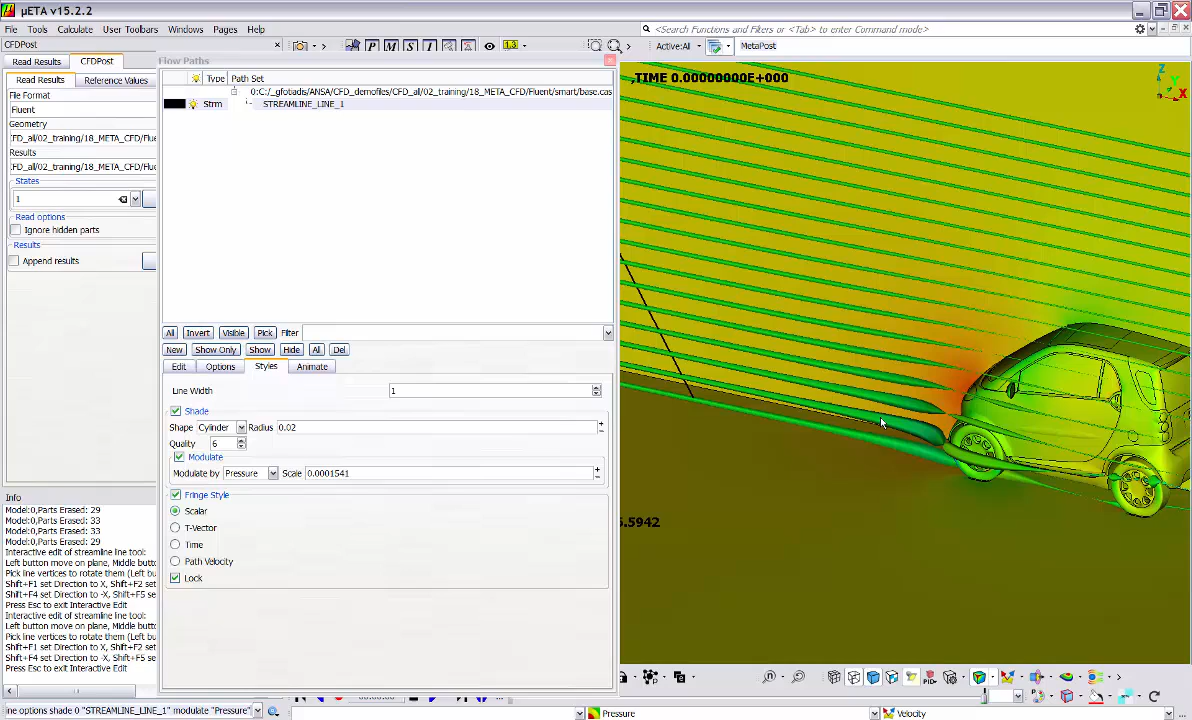 µETA v15.2.2
File Tools Calculate User Toolbars Windows Pages Help
<Search Functions and Filters or /Tab> to enter Command mode>
CFDPost
Active:All
MetaPost
Read Results CFDPost
Read Results Reference Values
File Format
Fluent
Geometry
CFD_all/02_training/18_META_CFD/Flue
Results
CFD_all/02_training/18_META_CFD/Flue
States
1
Read options
Ignore hidden parts
Results
Append results
Flow Paths
Type Path Set
0:C:/_gfotiadis/ANSA/CFD_demofiles/CFD_all/02_training/18_META_CFD/Fluent/smart/base.cas
Strm STREAMLINE_LINE_1
All Invert Visible Pick Filter
New Show Only Show Hide All Del
Edit Options Styles Animate
Line Width 1
Shade
Shape Cylinder Radius 0.02
Quality 6
Modulate
Modulate by Pressure Scale 0.0001541
Fringe Style
Scalar
T-Vector
Time
Path Velocity
Lock
,TIME 0.00000000E+000
Z
Y
X
5.5942
Info
Model:0,Parts Erased: 29
Model:0,Parts Erased: 33
Model:0,Parts Erased: 33
Model:0,Parts Erased: 29
Interactive edit of streamline line tool:
Left button move on plane, Middle butto
Pick line vertices to rotate them (Left b
Shift+F1 set Direction to X, Shift+F2 se
Shift+F4 set Direction to -X, Shift+F5 se
Press Esc to exit Interactive Edit
Interactive edit of streamline line tool:
Left button move on plane, Middle butto
Pick line vertices to rotate them (Left b
Shift+F1 set Direction to X, Shift+F2 se
Shift+F4 set Direction to -X, Shift+F5 se
Press Esc to exit Interactive Edit
ine options shade 0 "STREAMLINE_LINE_1" modulate "Pressure"
Pressure
Velocity